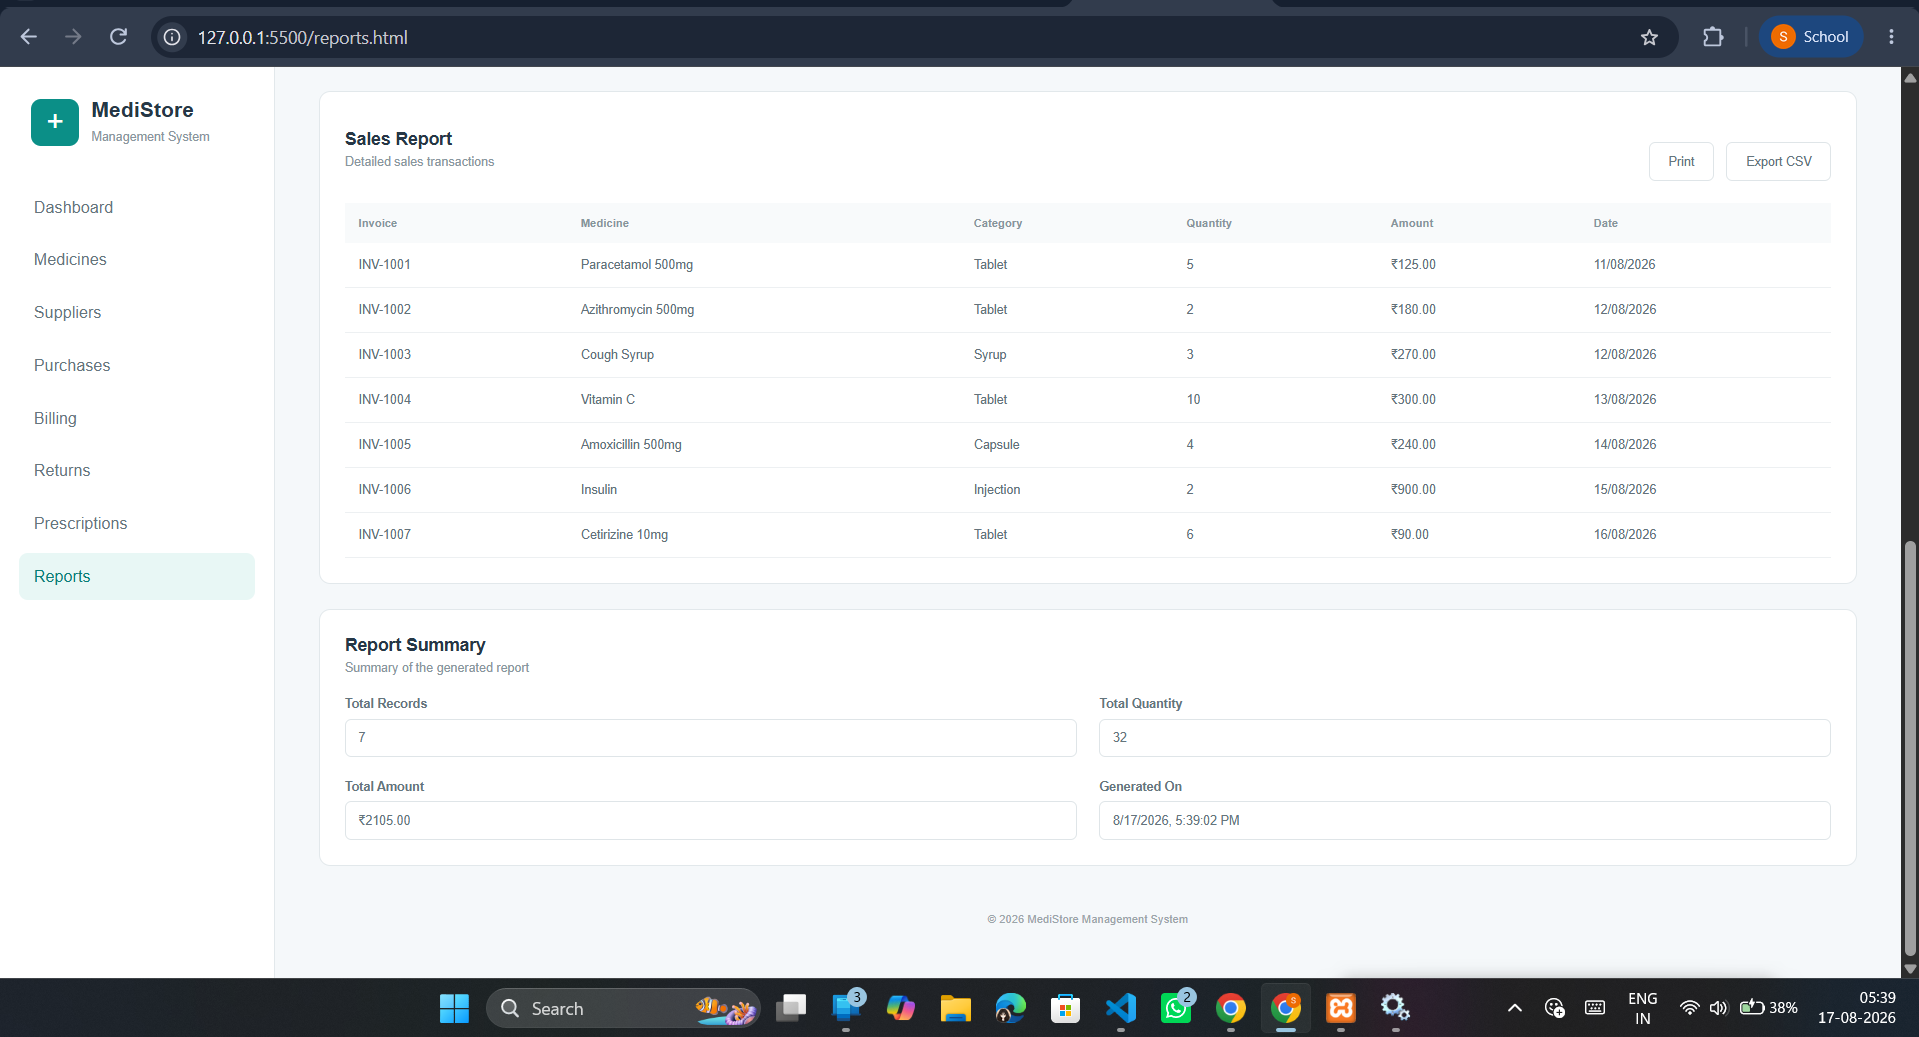 127.0.0.1:5500/reports.html
S School
MediStore
Management System
Dashboard
Medicines
Suppliers
Purchases
Billing
Returns
Prescriptions
Reports
Sales Report
Detailed sales transactions
Print Export CSV
Invoice Medicine Category Quantity Amount Date
INV-1001 Paracetamol 500mg Tablet 5 ₹125.00 11/08/2026
INV-1002 Azithromycin 500mg Tablet 2 ₹180.00 12/08/2026
INV-1003 Cough Syrup Syrup 3 ₹270.00 12/08/2026
INV-1004 Vitamin C Tablet 10 ₹300.00 13/08/2026
INV-1005 Amoxicillin 500mg Capsule 4 ₹240.00 14/08/2026
INV-1006 Insulin Injection 2 ₹900.00 15/08/2026
INV-1007 Cetirizine 10mg Tablet 6 ₹90.00 16/08/2026
Report Summary
Summary of the generated report
Total Records Total Quantity
7 32
Total Amount Generated On
₹2105.00 8/17/2026, 5:39:02 PM
© 2026 MediStore Management System
Search
3
2
S
ENG
IN
38%
05:39
17-08-2026